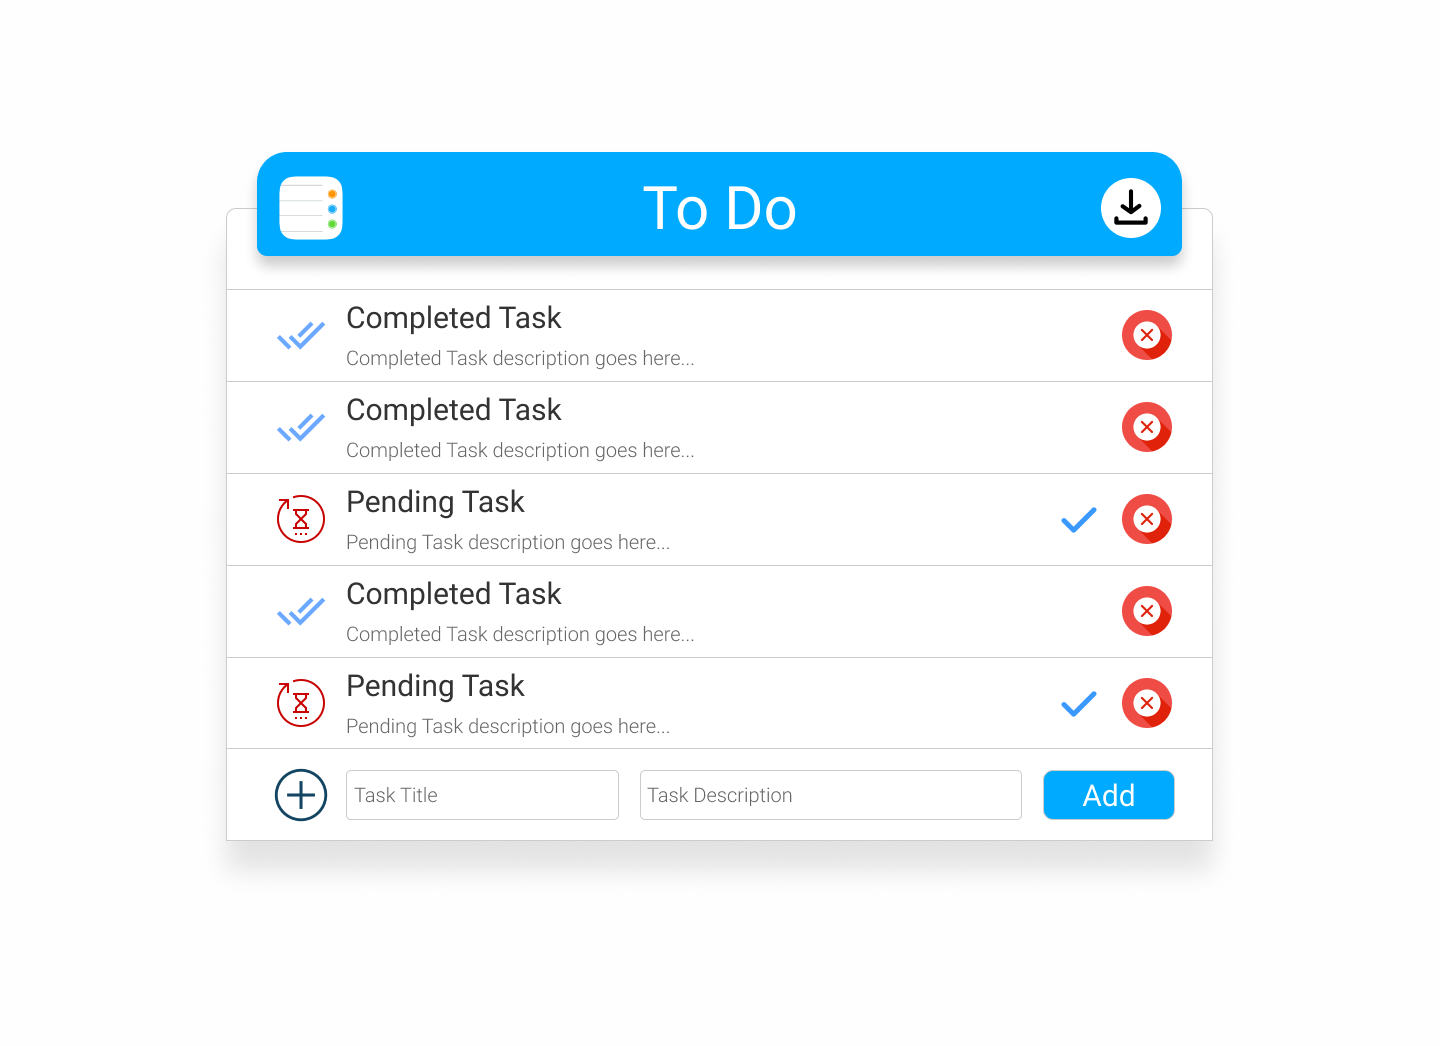 To Do
Completed Task
Completed Task description goes here...
Completed Task
Completed Task description goes here...
Pending Task
Pending Task description goes here...
Completed Task
Completed Task description goes here...
Pending Task
Pending Task description goes here...
Task Title
Task Description
Add